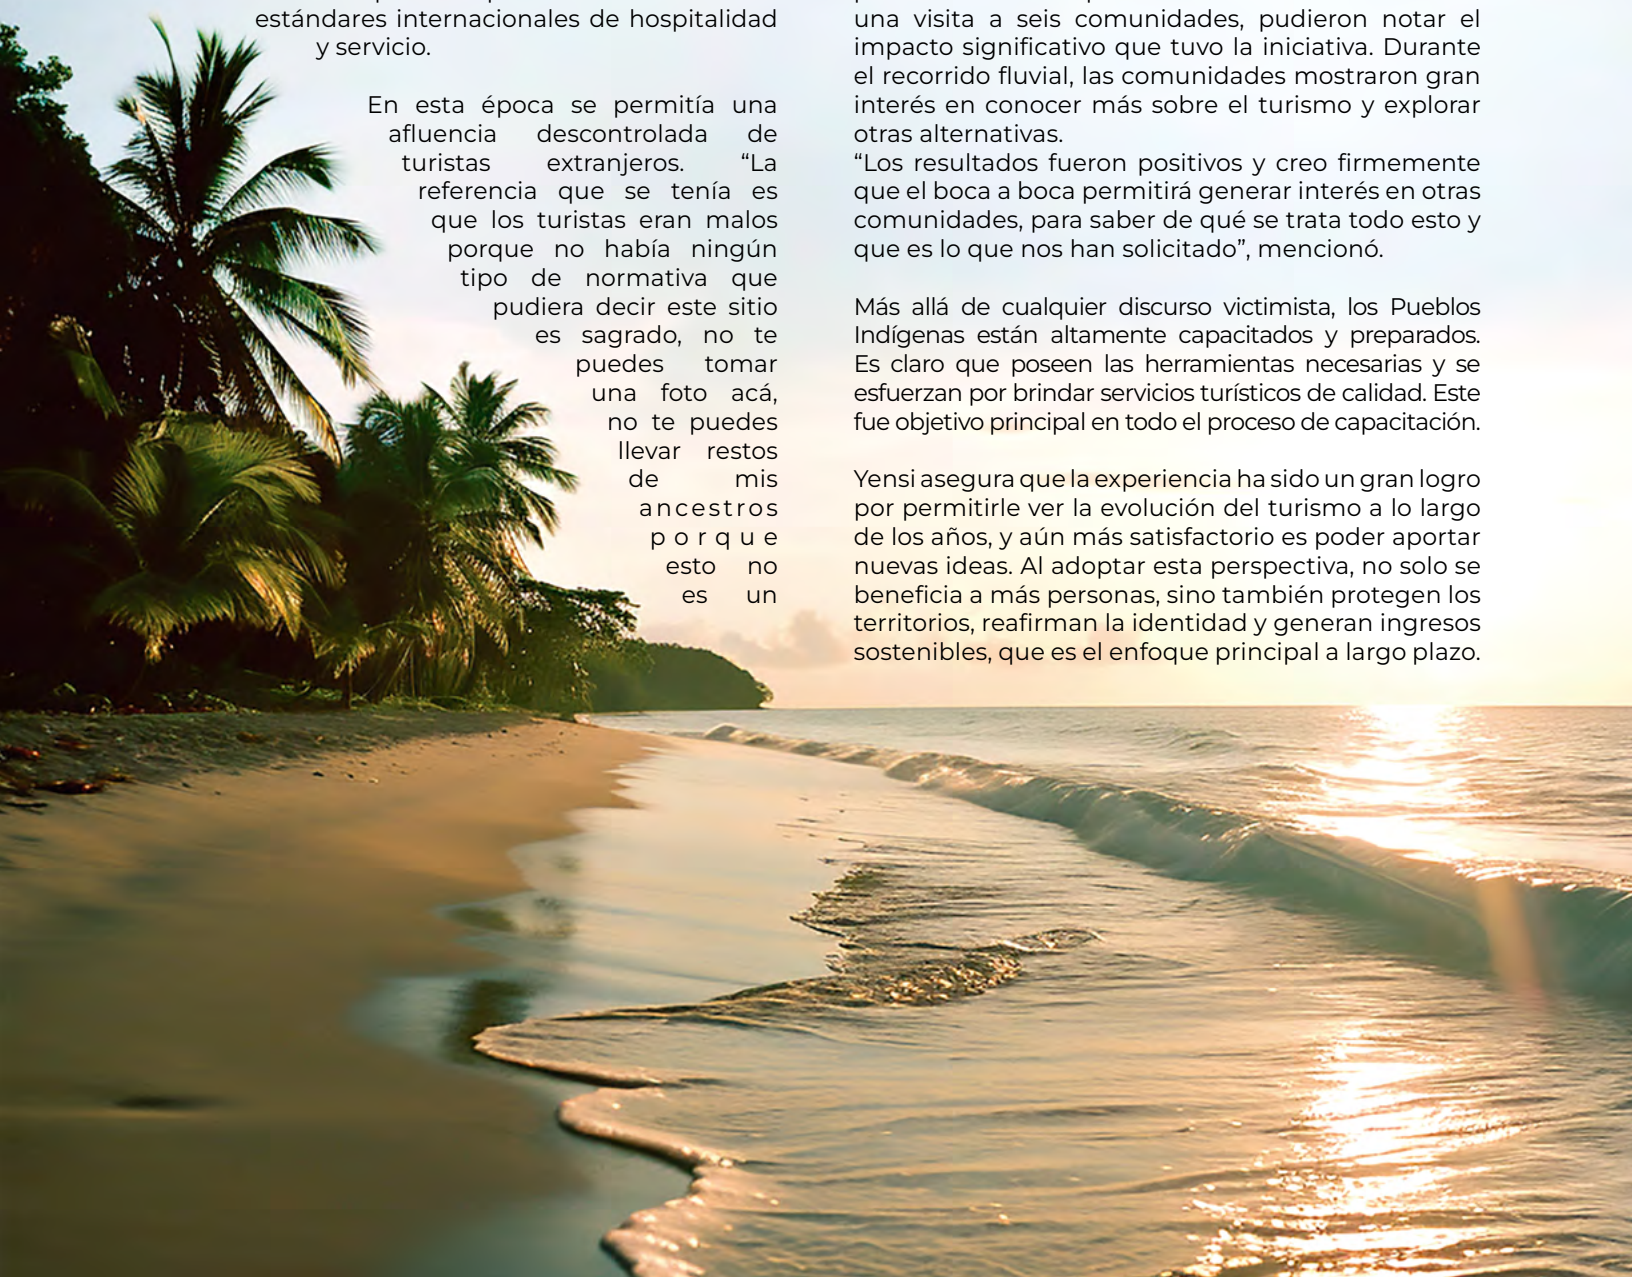 estándares internacionales de hospitalidad
y servicio.
En esta época se permitía una
afluencia descontrolada de
turistas extranjeros. “La
referencia que se tenía es
que los turistas eran malos
porque no había ningún
tipo de normativa que
pudiera decir este sitio
es sagrado, no te
puedes tomar
una foto acá,
no te puedes
llevar restos
de mis
ancestros
porque
esto no
es un
una visita a seis comunidades, pudieron notar el
impacto significativo que tuvo la iniciativa. Durante
el recorrido fluvial, las comunidades mostraron gran
interés en conocer más sobre el turismo y explorar
otras alternativas.
“Los resultados fueron positivos y creo firmemente
que el boca a boca permitirá generar interés en otras
comunidades, para saber de qué se trata todo esto y
que es lo que nos han solicitado”, mencionó.
Más allá de cualquier discurso victimista, los Pueblos
Indígenas están altamente capacitados y preparados.
Es claro que poseen las herramientas necesarias y se
esfuerzan por brindar servicios turísticos de calidad. Este
fue objetivo principal en todo el proceso de capacitación.
Yensi asegura que la experiencia ha sido un gran logro
por permitirle ver la evolución del turismo a lo largo
de los años, y aún más satisfactorio es poder aportar
nuevas ideas. Al adoptar esta perspectiva, no solo se
beneficia a más personas, sino también protegen los
territorios, reafirman la identidad y generan ingresos
sostenibles, que es el enfoque principal a largo plazo.